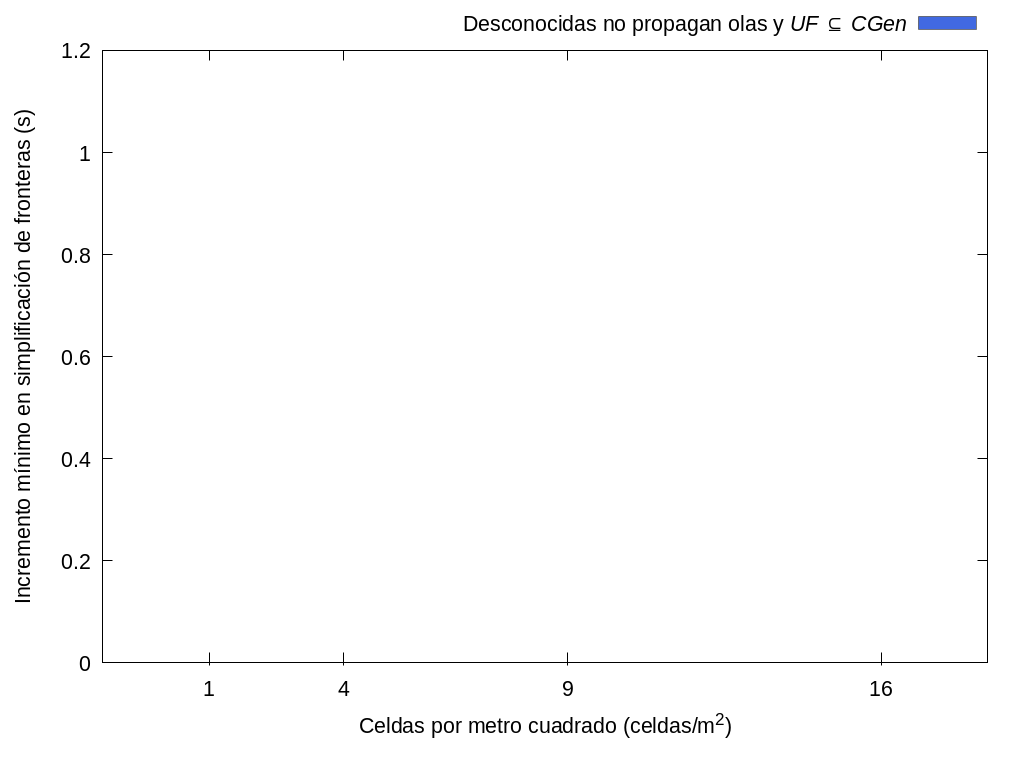 Desconocidas no propagan olas y UF ⊆ CGen
1.2
1
0.8
0.6
0.4
0.2
0
Incremento mínimo en simplificación de fronteras (s)
1 4 9 16
Celdas por metro cuadrado (celdas/m²)